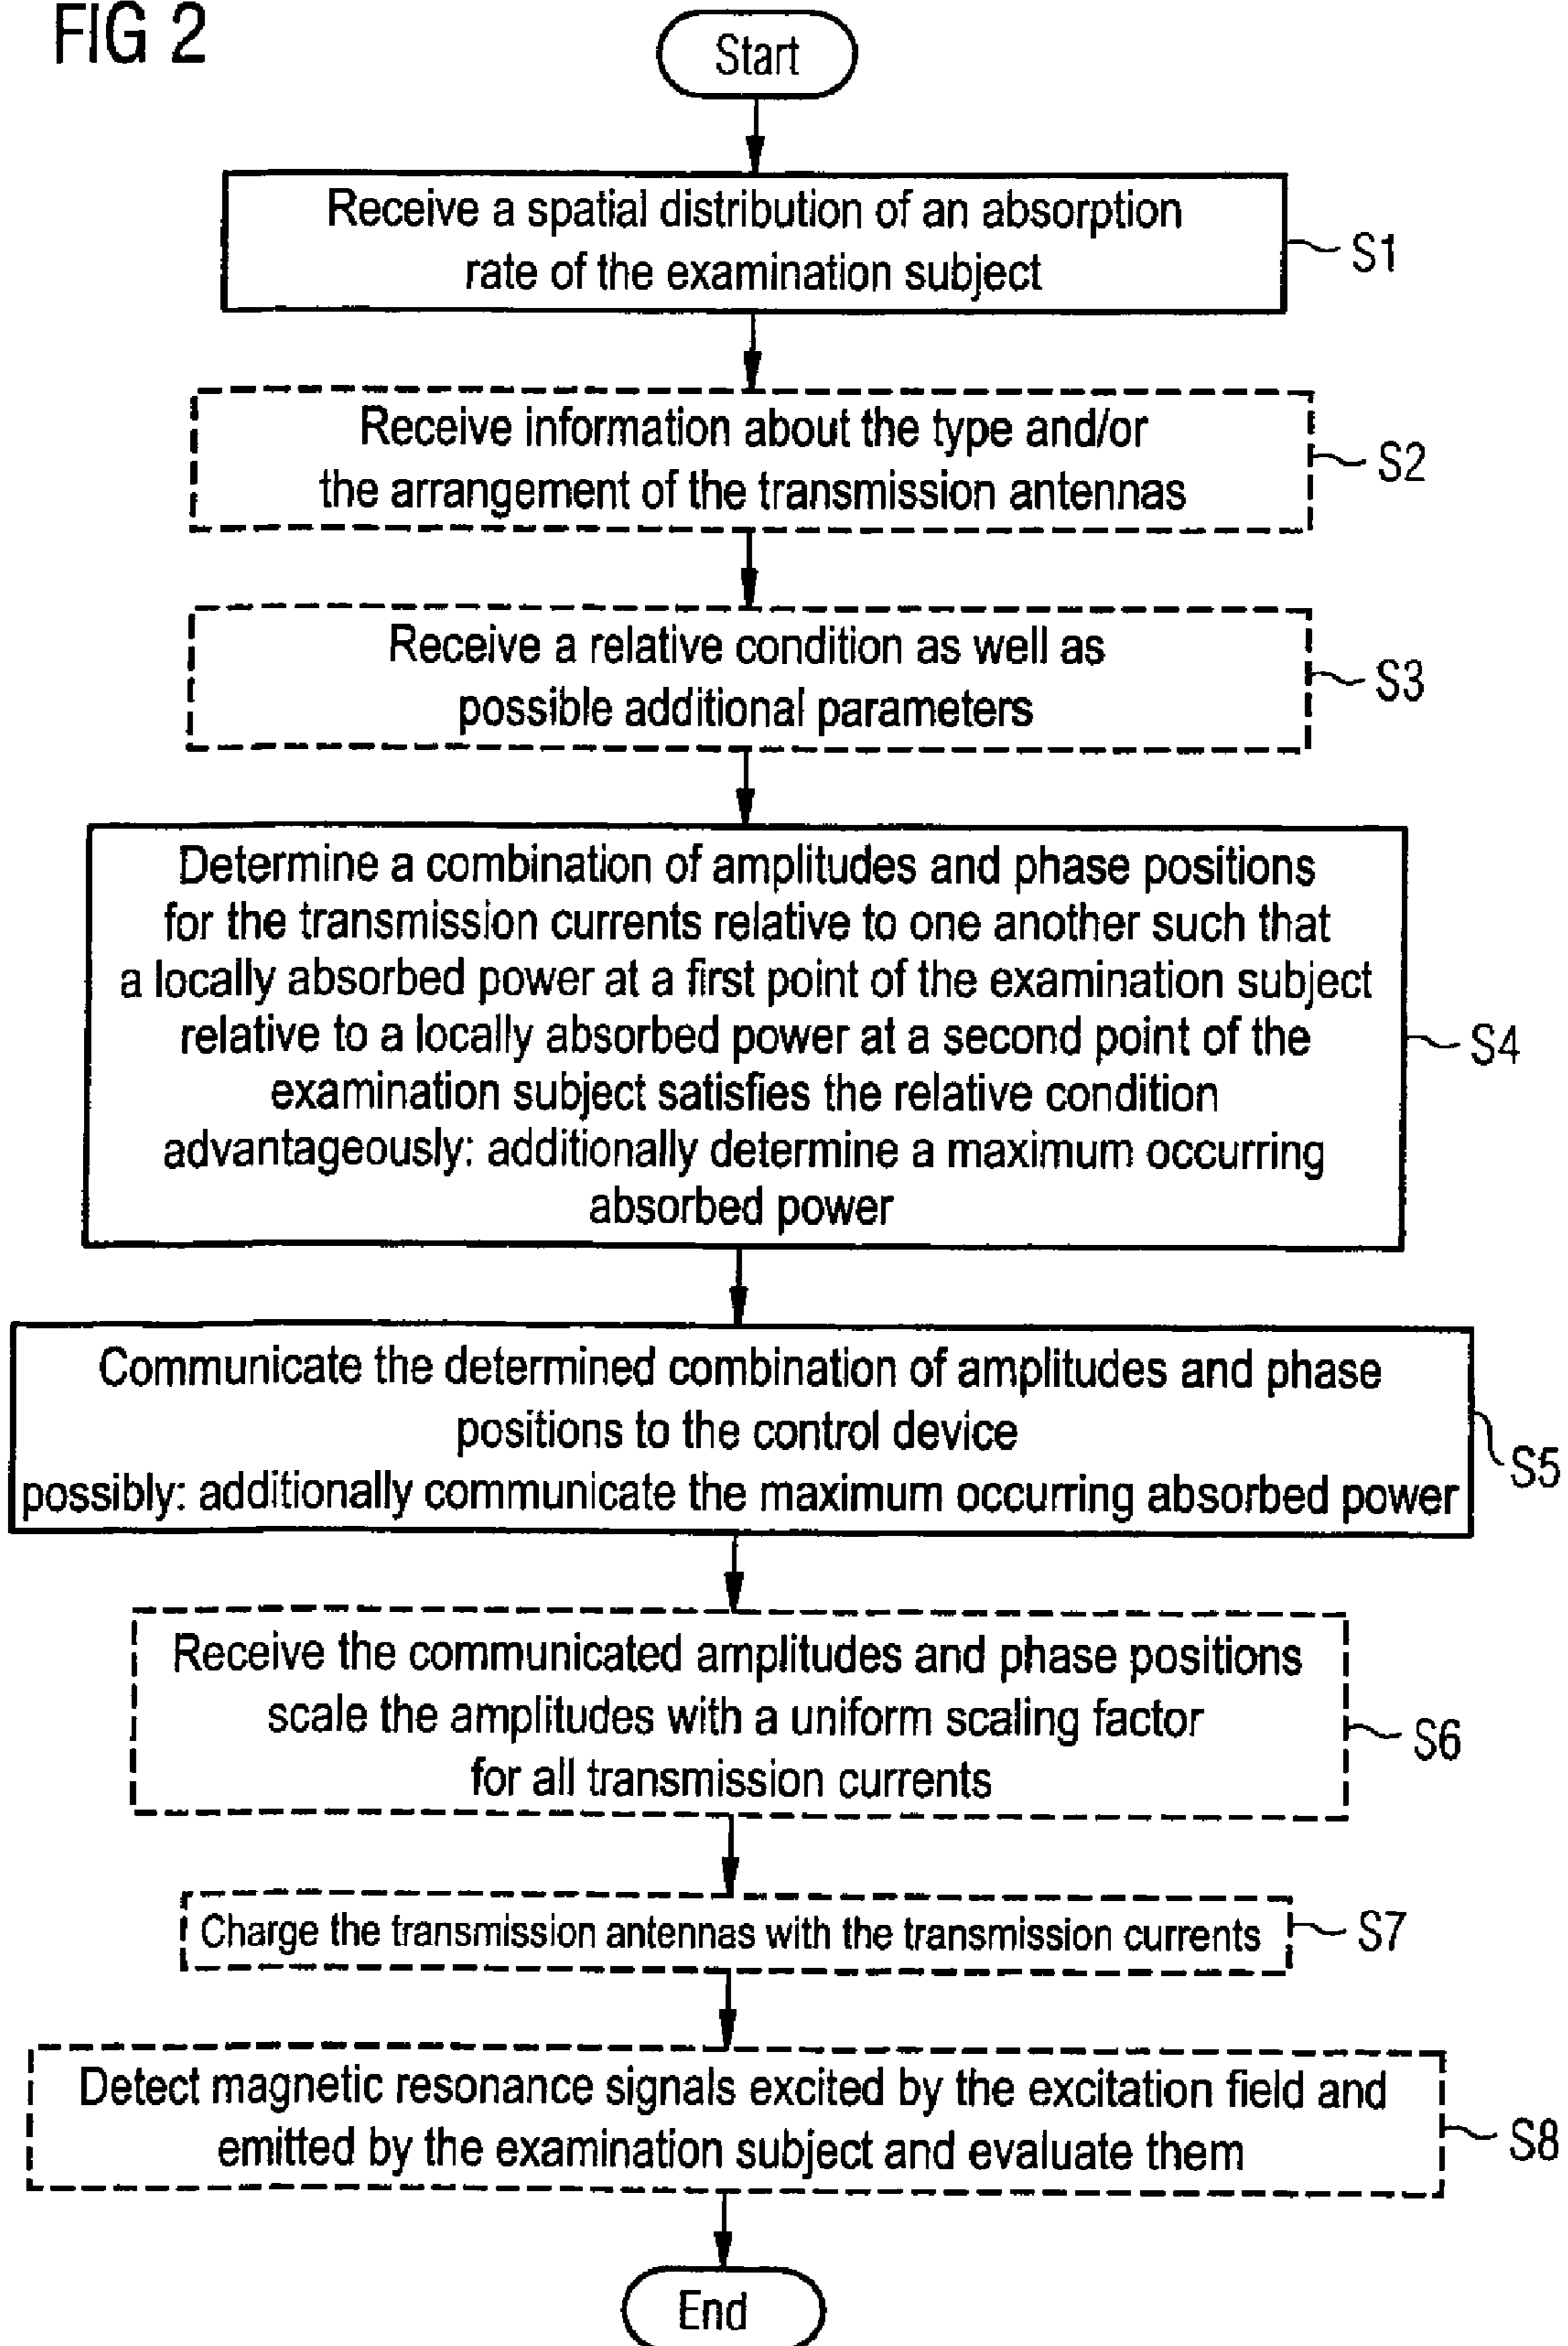 FIG 2
Start
Receive a spatial distribution of an absorption
rate of the examination subject
S1
Receive information about the type and/or
the arrangement of the transmission antennas
S2
Receive a relative condition as well as
possible additional parameters
S3
Determine a combination of amplitudes and phase positions
for the transmission currents relative to one another such that
a locally absorbed power at a first point of the examination subject
relative to a locally absorbed power at a second point of the
examination subject satisfies the relative condition
advantageously: additionally determine a maximum occurring
absorbed power
S4
Communicate the determined combination of amplitudes and phase
positions to the control device
possibly: additionally communicate the maximum occurring absorbed power
S5
Receive the communicated amplitudes and phase positions
scale the amplitudes with a uniform scaling factor
for all transmission currents
S6
Charge the transmission antennas with the transmission currents
S7
Detect magnetic resonance signals excited by the excitation field and
emitted by the examination subject and evaluate them
S8
End